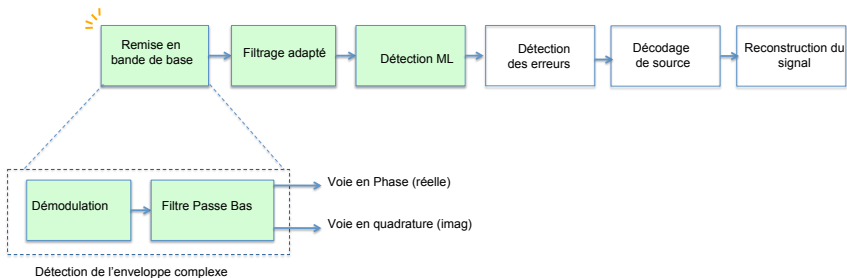 Remise en
bande de base
Filtrage adapté
Détection ML
Détection
des erreurs
Décodage
de source
Reconstruction du
signal
Démodulation
Filtre Passe Bas
Voie en Phase (réelle)
Voie en quadrature (imag)
Détection de l'enveloppe complexe